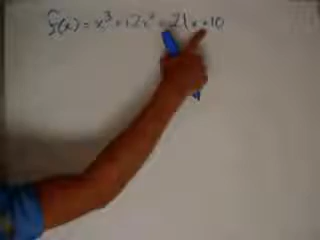 f(x) = x³ + 12x² + 21x + 10